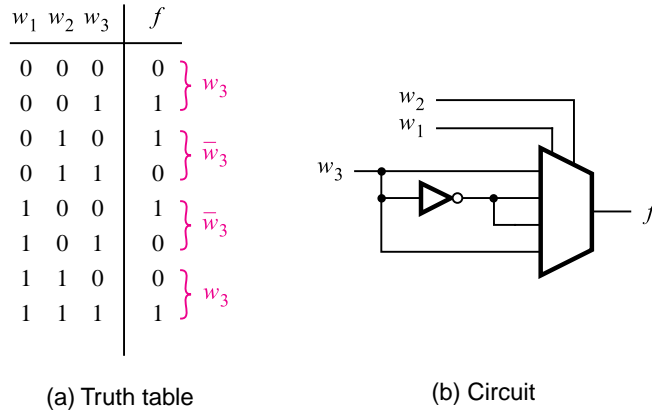 w₁ w₂ w₃ f
0 0 0 0
w₃
0 0 1 1
0 1 0 1
w̄₃
0 1 1 0
1 0 0 1
w̄₃
1 0 1 0
1 1 0 0
w₃
1 1 1 1
(a) Truth table
w₂
w₁
w₃
f
(b) Circuit